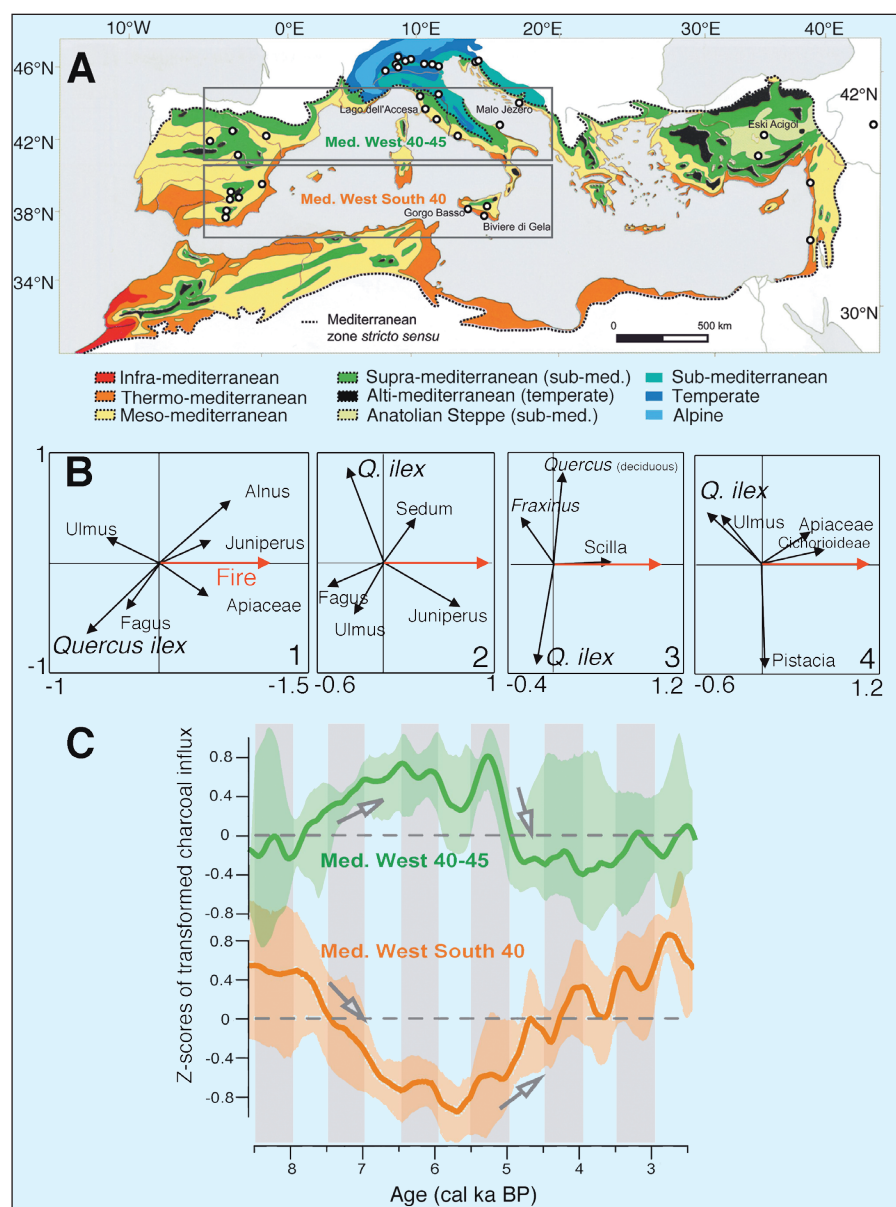 10°W 0°E 10°E 20°E 30°E 40°E
46°N
42°N
38°N
34°N
42°N
30°N
A
Lago dell'Accesa
Malo Jezero
Eski Acigöl
Med. West 40-45
Med. West South 40
Gorgo Basso
Biviere di Gela
Mediterranean
zone stricto sensu
0 500 km
Infra-mediterranean
Thermo-mediterranean
Meso-mediterranean
Supra-mediterranean (sub-med.)
Alti-mediterranean (temperate)
Anatolian Steppe (sub-med.)
Sub-mediterranean
Temperate
Alpine
B
1
-1
Alnus
Ulmus
Juniperus
Fire
Apiaceae
Fagus
Quercus ilex
1
-1 -1.5
Q. ilex
Sedum
Fagus
Ulmus
Juniperus
2
-0.6 1
Quercus (deciduous)
Fraxinus
Scilla
Q. ilex
3
-0.4 1.2
Q. ilex
Ulmus
Apiaceae
Cichorioideae
Pistacia
4
-0.6 1.2
C
Z-scores of transformed charcoal influx
0.8
0.4
0
-0.4
-0.8
Med. West 40-45
0.8
0.4
0
-0.4
-0.8
Med. West South 40
8 7 6 5 4 3
Age (cal ka BP)